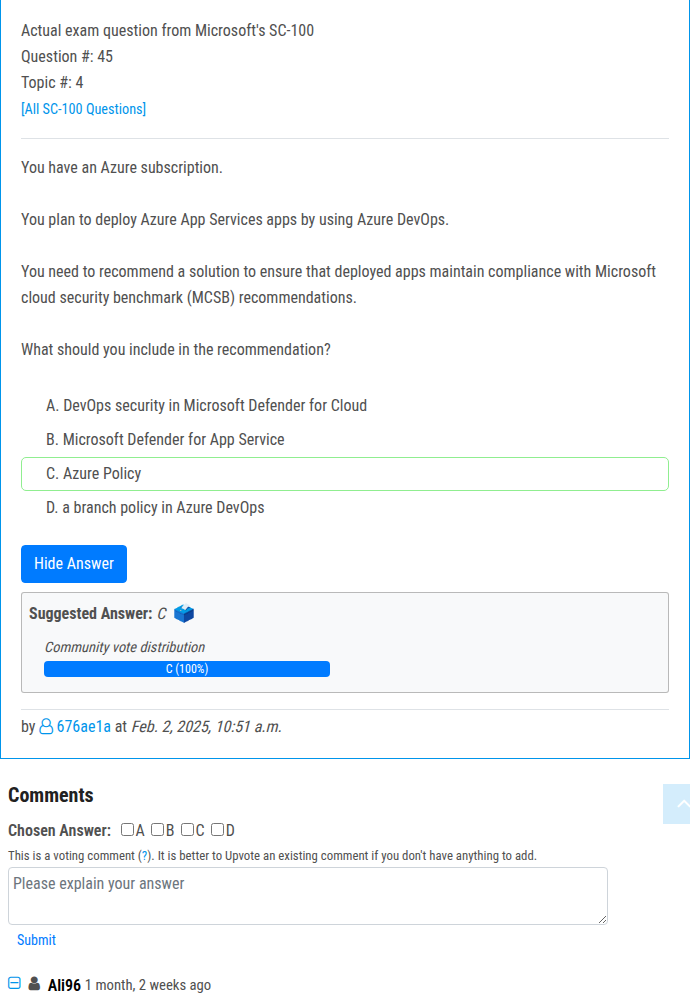 Actual exam question from Microsoft's SC-100
Question #: 45
Topic #: 4
[All SC-100 Questions]
You have an Azure subscription.
You plan to deploy Azure App Services apps by using Azure DevOps.
You need to recommend a solution to ensure that deployed apps maintain compliance with Microsoft
cloud security benchmark (MCSB) recommendations.
What should you include in the recommendation?
A. DevOps security in Microsoft Defender for Cloud
B. Microsoft Defender for App Service
C. Azure Policy
D. a branch policy in Azure DevOps
Hide Answer
Suggested Answer: C
Community vote distribution
C (100%)
by 676ae1a at Feb. 2, 2025, 10:51 a.m.
Comments
Chosen Answer: A B C D
This is a voting comment (?). It is better to Upvote an existing comment if you don't have anything to add.
Please explain your answer
Submit
Ali96 1 month, 2 weeks ago